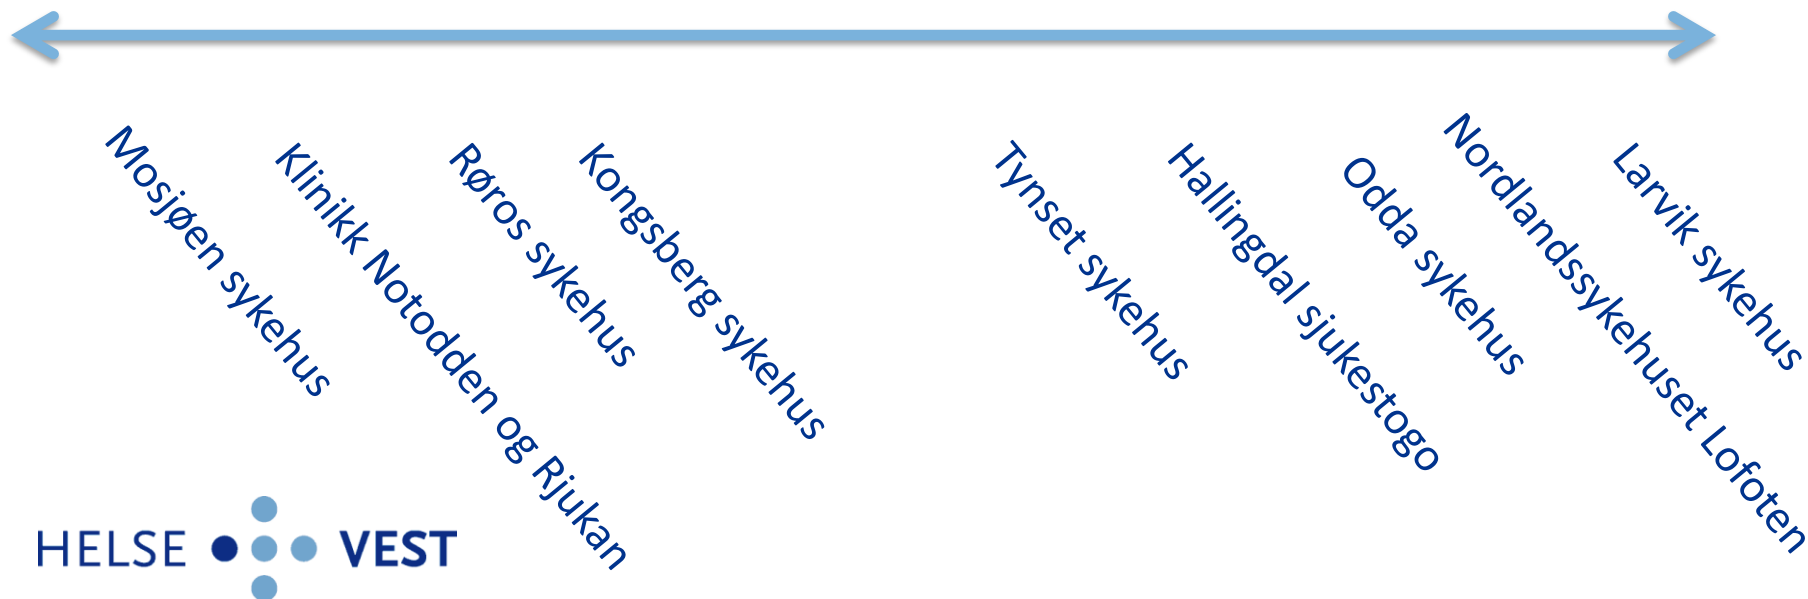 Mosjøen sykehus
Klinikk Notodden og Rjukan
Røros sykehus
Kongsberg sykehus
Tynset sykehus
Hallingdal sjukestogo
Odda sykehus
Nordlandssykehuset Lofoten
Larvik sykehus
HELSE VEST